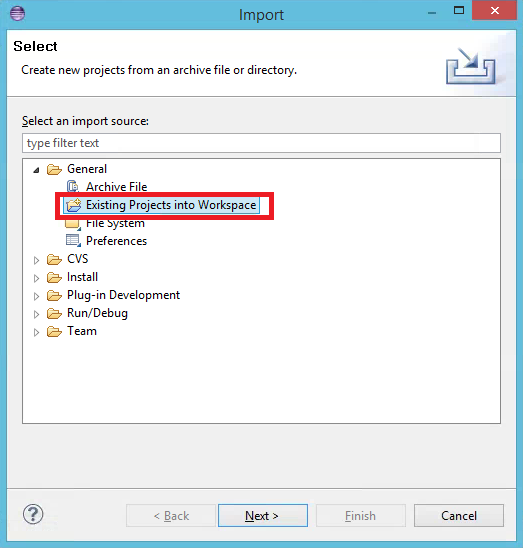 Import
Select
Create new projects from an archive file or directory.
Select an import source:
type filter text
General
Archive File
Existing Projects into Workspace
File System
Preferences
CVS
Install
Plug-in Development
Run/Debug
Team
?
< Back
Next >
Finish
Cancel